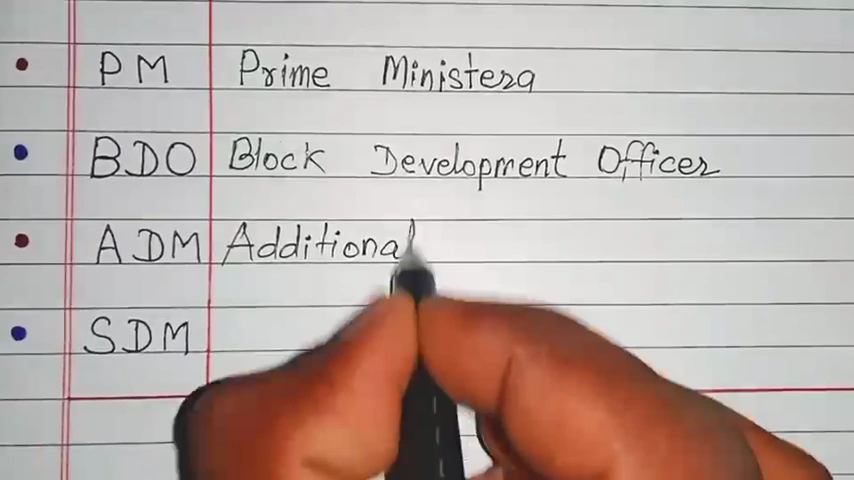 PM Prime Ministera
BDO Block Development Officer
ADM Additional
SDM